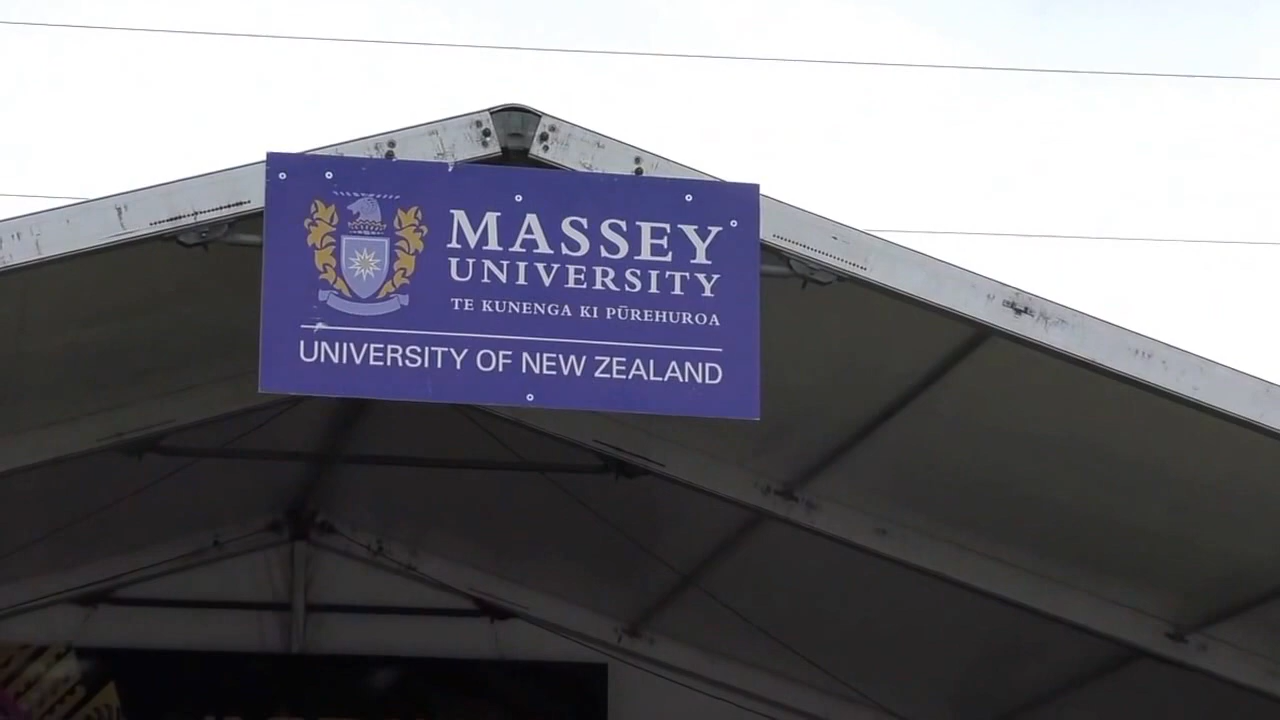 MASSEY
UNIVERSITY
TE KUNENGA KI PŪREHUROA
UNIVERSITY OF NEW ZEALAND